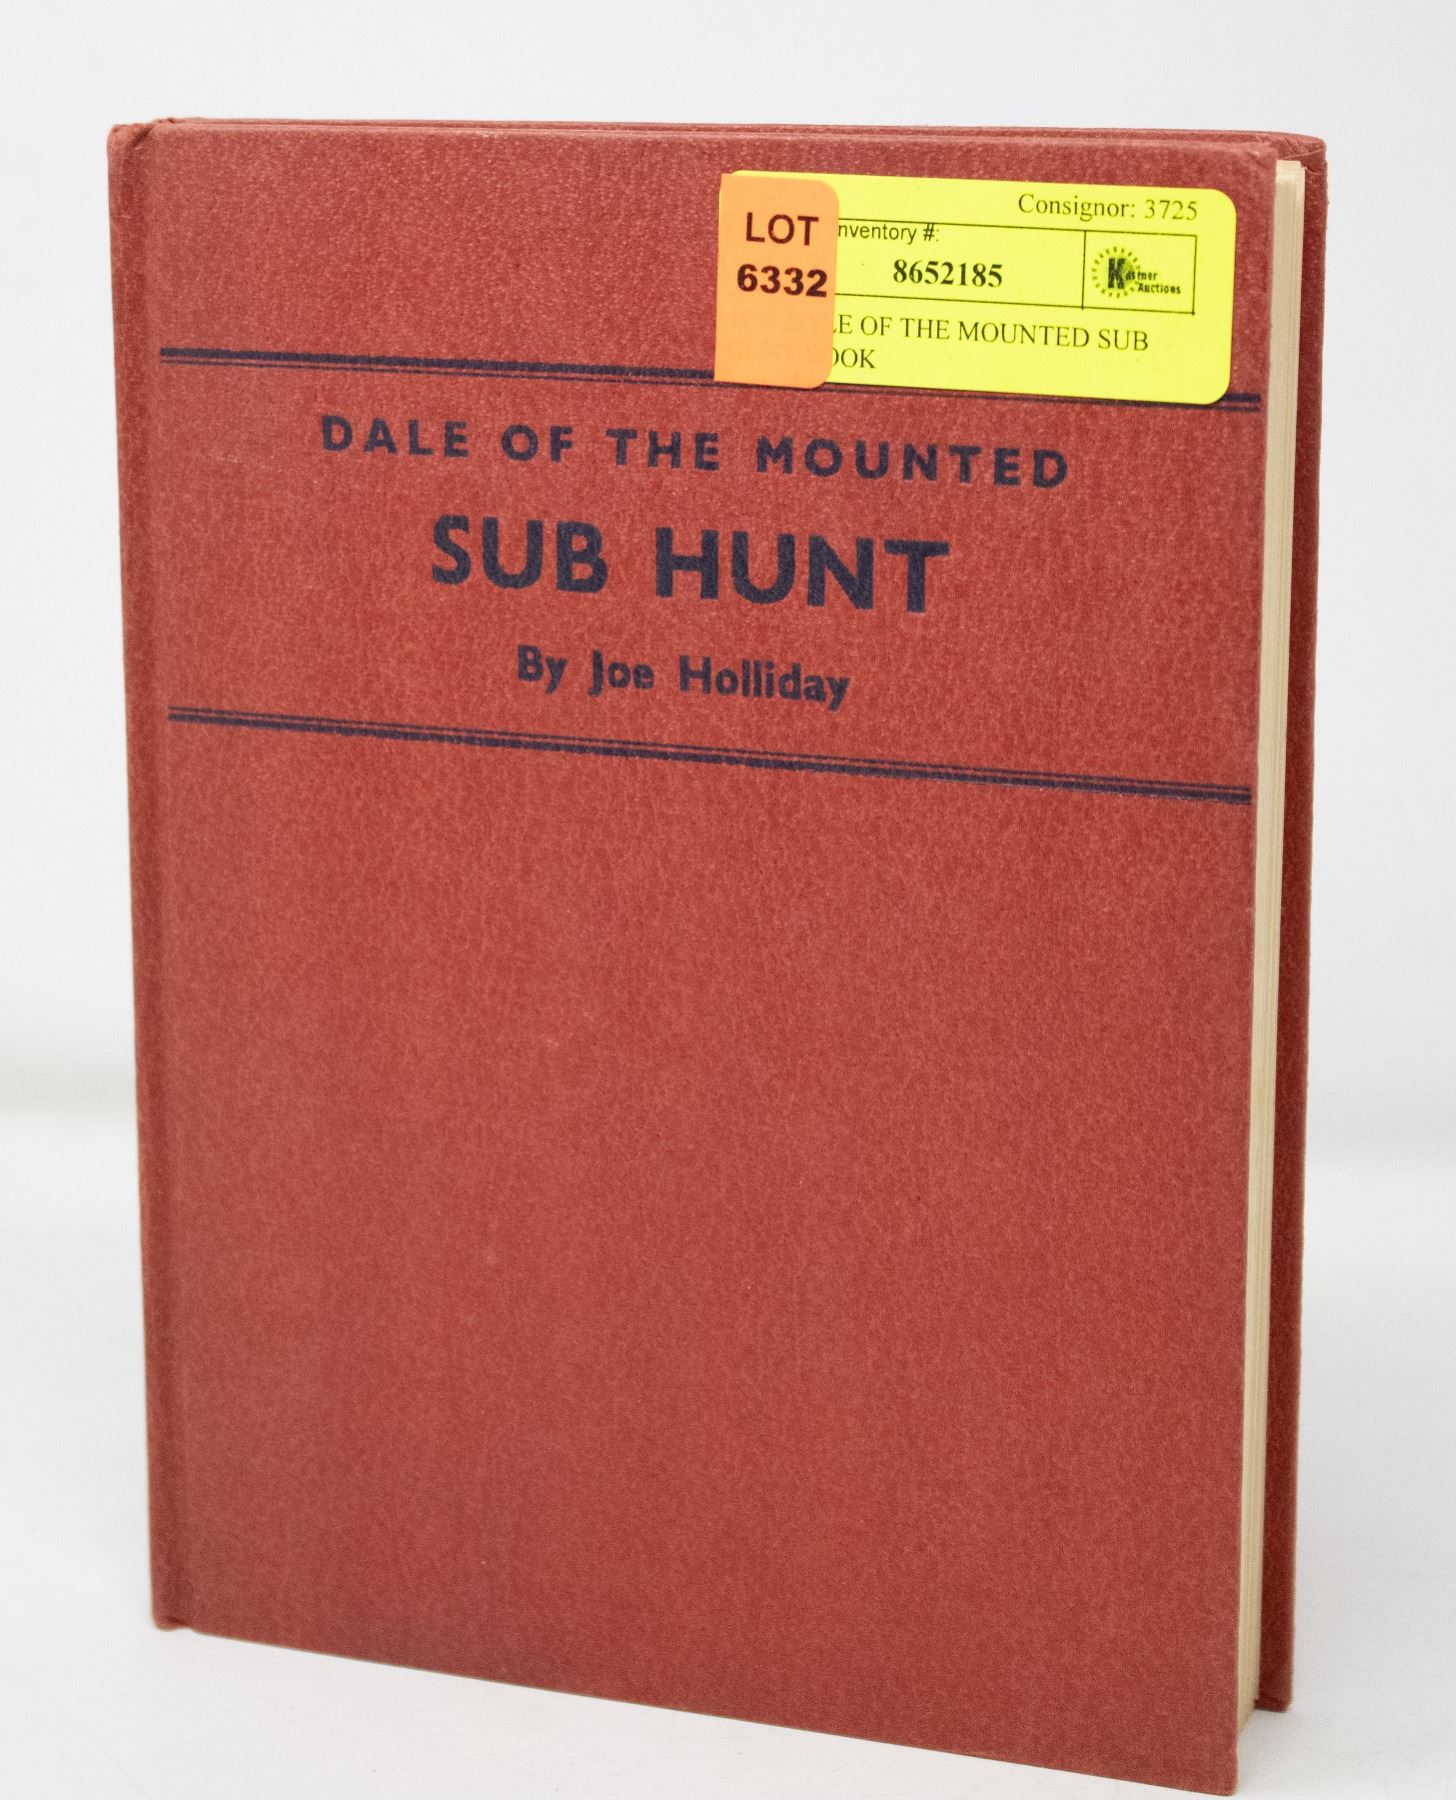 Consignor: 3725
LOT
6332
nventory #:
8652185
Kastner
Auctions
LE OF THE MOUNTED SUB
OOK
DALE OF THE MOUNTED
SUB HUNT
By Joe Holliday